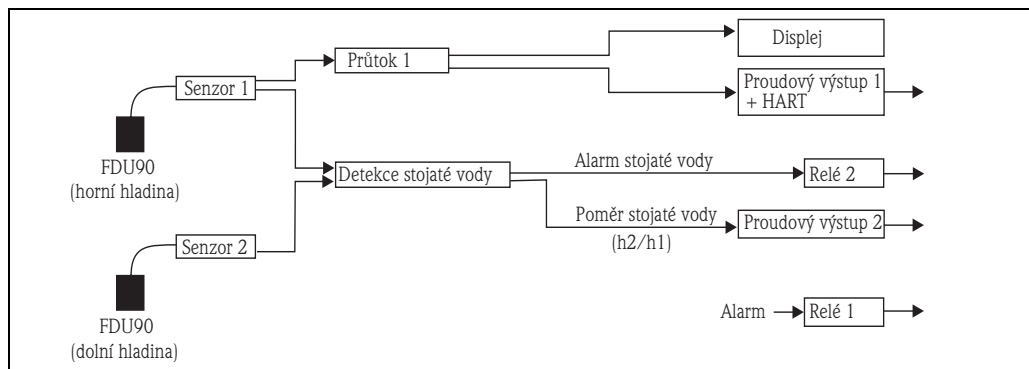 Displej
Průtok 1
Senzor 1
Proudový výstup 1
+ HART
FDU90
(horní hladina)
Detekce stojaté vody
Alarm stojaté vody
Relé 2
Poměr stojaté vody
(h2/h1)
Proudový výstup 2
Senzor 2
FDU90
(dolní hladina)
Alarm
Relé 1